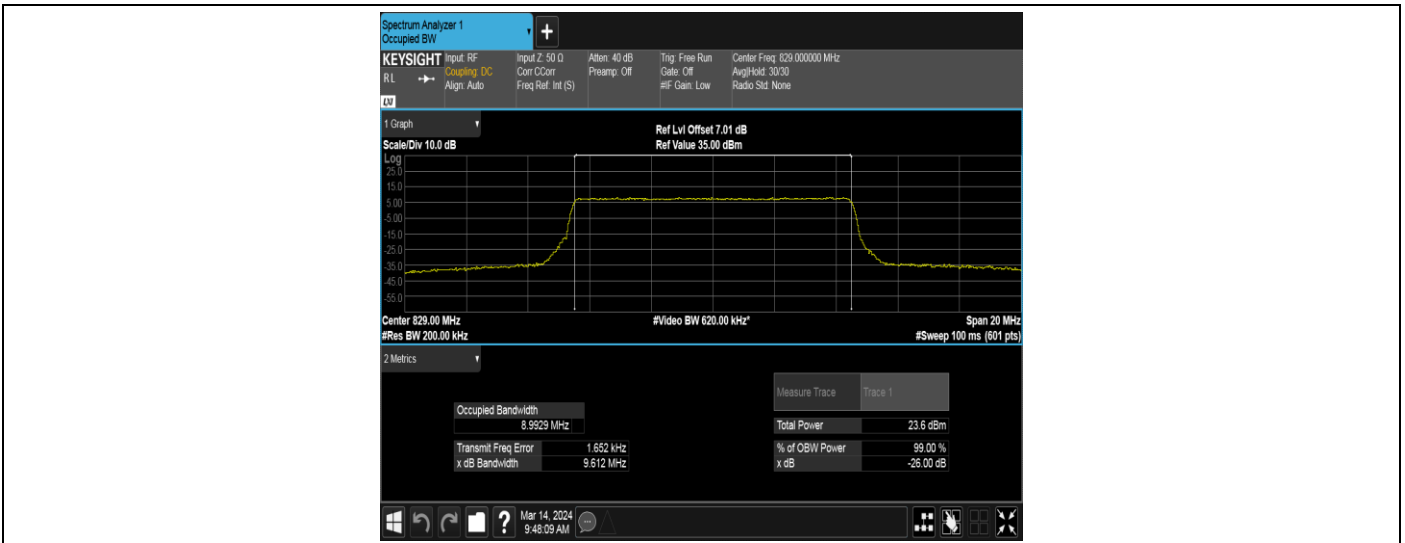 Spectrum Analyzer 1
Occupied BW
+
KEYSIGHT
RL
LXI
Input: RF
Coupling: DC
Align: Auto
Input Z: 50 Ω
Corr CCorr
Freq Ref: Int (S)
Atten: 40 dB
Preamp: Off
Trig: Free Run
Gate: Off
#IF Gain: Low
Center Freq: 829.000000 MHz
Avg|Hold: 30/30
Radio Std: None
1 Graph
Scale/Div 10.0 dB
Ref Lvl Offset 7.01 dB
Ref Value 35.00 dBm
Log
25.0
15.0
5.00
-5.00
-15.0
-25.0
-35.0
-45.0
-55.0
Center 829.00 MHz
#Res BW 200.00 kHz
#Video BW 620.00 kHz*
Span 20 MHz
#Sweep 100 ms (601 pts)
2 Metrics
Measure Trace Trace 1
Occupied Bandwidth
8.9929 MHz
Total Power 23.6 dBm
Transmit Freq Error 1.652 kHz
% of OBW Power 99.00 %
x dB Bandwidth 9.612 MHz
x dB -26.00 dB
?
Mar 14, 2024
9:48:09 AM